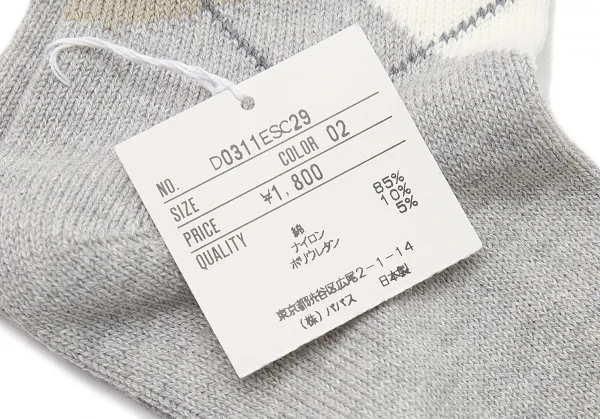 NO. D0311ESC29
SIZE COLOR 02
PRICE ¥1,800
QUALITY 綿 85%
ナイロン 10%
ポリウレタン 5%
東京都渋谷区広尾2-1-14
(株)パパス 日本製